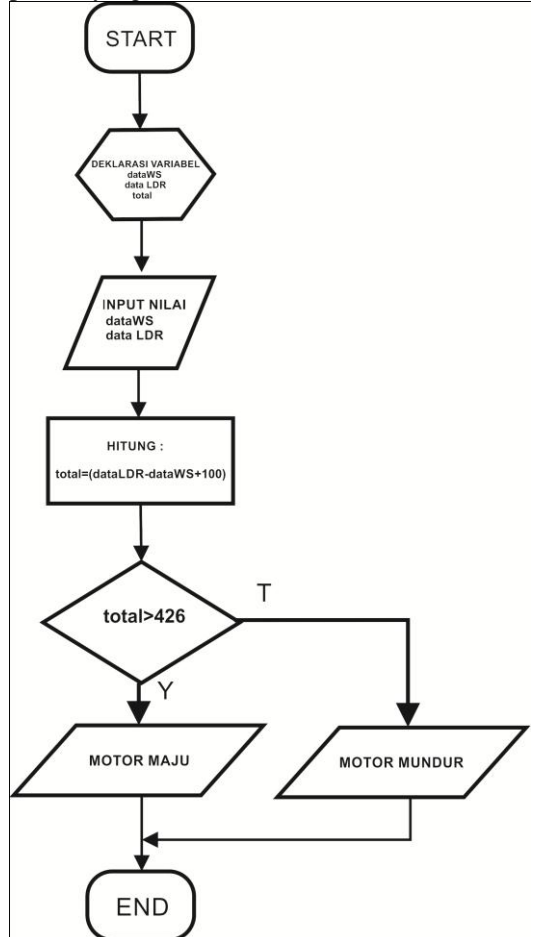 START
DEKLARASI VARIABEL
dataWS
data LDR
total
INPUT NILAI
dataWS
data LDR
HITUNG :
total=(dataLDR-dataWS+100)
total>426
T
Y
MOTOR MAJU
MOTOR MUNDUR
END